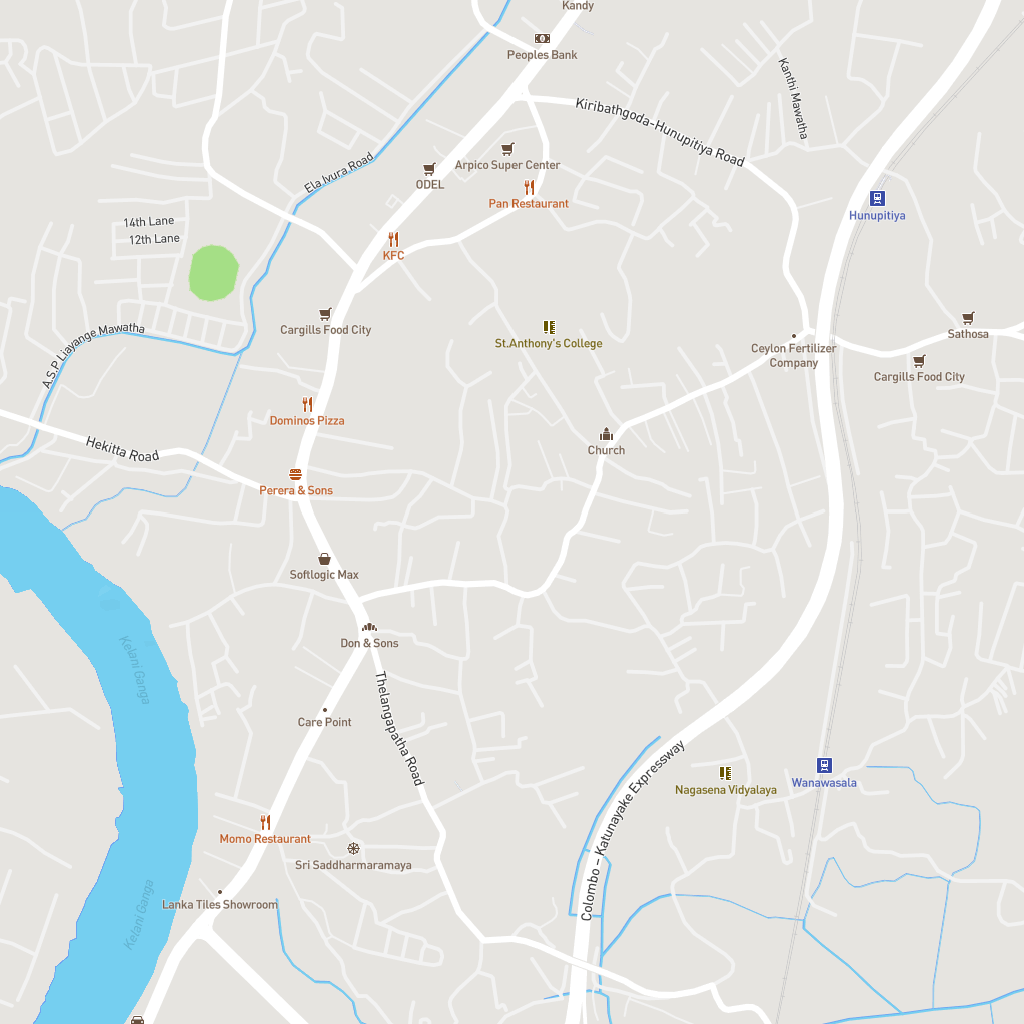 Kandy
Peoples Bank
Kiribathgoda-Hunupitiya Road
Kanthi Mawatha
Arpico Super Center
Ela Ivura Road
ODEL
Pan Restaurant
Hunupitiya
14th Lane
12th Lane
KFC
Cargills Food City
A.S.P Liayange Mawatha
St.Anthony's College
Sathosa
Ceylon Fertilizer
Company
Cargills Food City
Dominos Pizza
Hekitta Road
Church
Perera & Sons
Softlogic Max
Don & Sons
Kelani Ganga
Thelangapatha Road
Care Point
Nagasena Vidyalaya
Wanawasala
Colombo – Katunayake Expressway
Momo Restaurant
Sri Saddharmaramaya
Lanka Tiles Showroom
Kelani Ganga